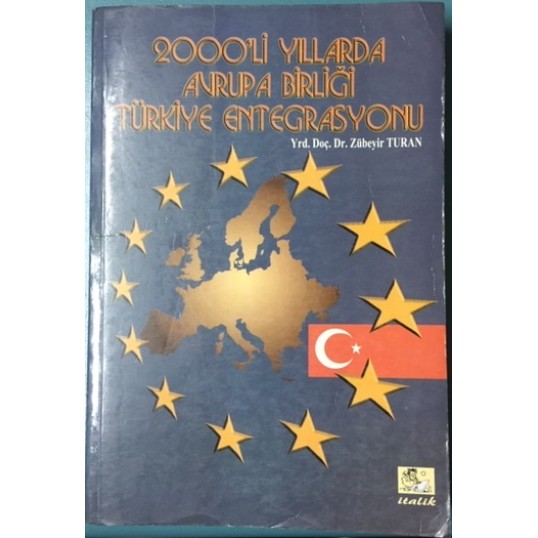 2000'Lİ YILLARDA
AVRUPA BİRLİĞİ
TÜRKİYE ENTEGRASYONU
Yrd. Doç. Dr. Zübeyir TURAN
italik